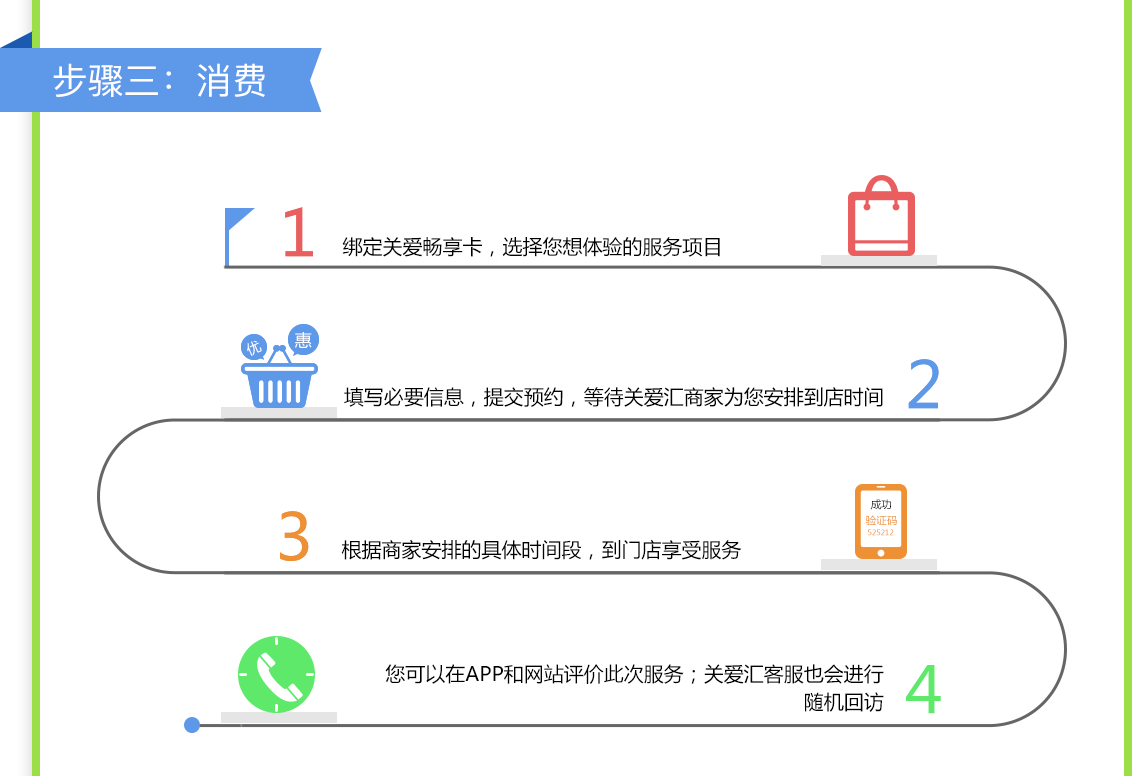 步骤三：消费
1
绑定关爱畅享卡，选择您想体验的服务项目
优
惠
填写必要信息，提交预约，等待关爱汇商家为您安排到店时间
2
成功
验证码
525212
3
根据商家安排的具体时间段，到门店享受服务
您可以在APP和网站评价此次服务；关爱汇客服也会进行
随机回访
4